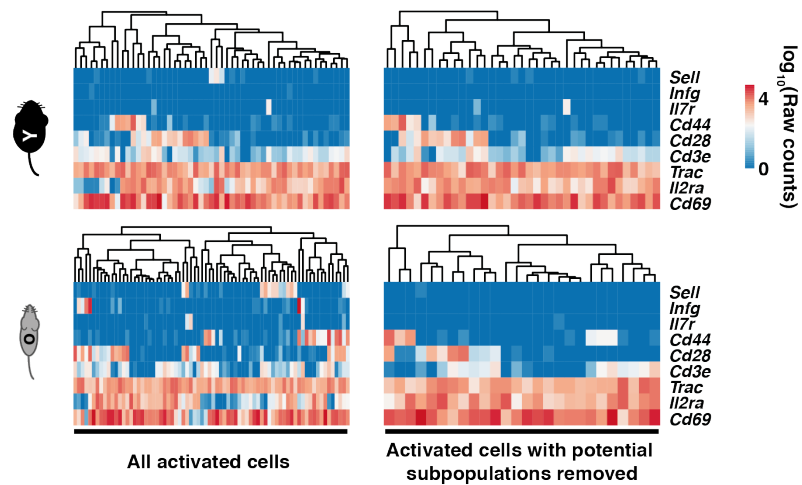 Y
Sell
Infg
Il7r
Cd44
Cd28
Cd3e
Trac
Il2ra
Cd69
4
0
log10(Raw counts)
O
Sell
Infg
Il7r
Cd44
Cd28
Cd3e
Trac
Il2ra
Cd69
All activated cells
Activated cells with potential
subpopulations removed